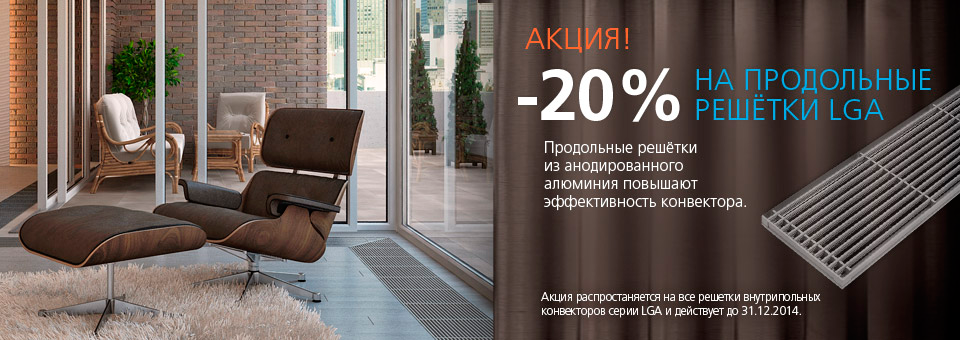 АКЦИЯ!
-20%
НА ПРОДОЛЬНЫЕ
РЕШЁТКИ LGA
Продольные решётки
из анодированного
алюминия повышают
эффективность конвектора.
Акция распростаняется на все решетки внутрипольных
конвекторов серии LGA и действует до 31.12.2014.